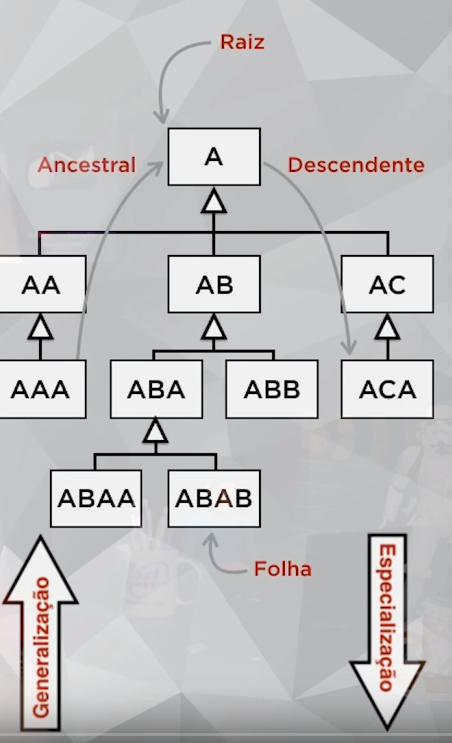 Raiz
A
Ancestral
Descendente
AA
AB
AC
AAA
ABA
ABB
ACA
ABAA
ABAB
Folha
Generalização
Especialização